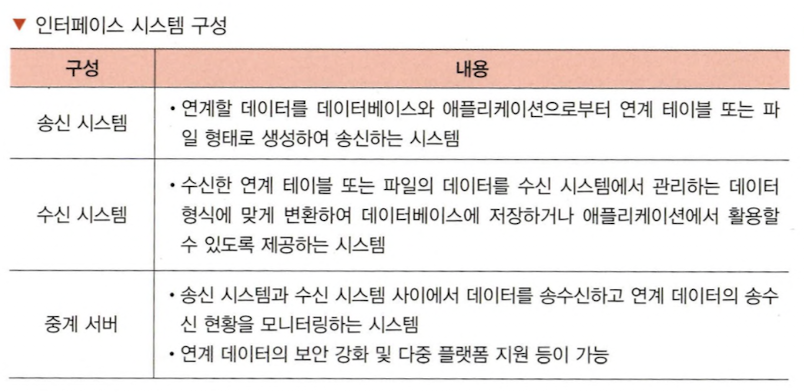 ▼ 인터페이스 시스템 구성
구성 내용
송신 시스템
• 연계할 데이터를 데이터베이스와 애플리케이션으로부터 연계 테이블 또는 파
일 형태로 생성하여 송신하는 시스템
수신 시스템
• 수신한 연계 테이블 또는 파일의 데이터를 수신 시스템에서 관리하는 데이터
형식에 맞게 변환하여 데이터베이스에 저장하거나 애플리케이션에서 활용할
수 있도록 제공하는 시스템
중계 서버
• 송신 시스템과 수신 시스템 사이에서 데이터를 송수신하고 연계 데이터의 송수
신 현황을 모니터링하는 시스템
• 연계 데이터의 보안 강화 및 다중 플랫폼 지원 등이 가능